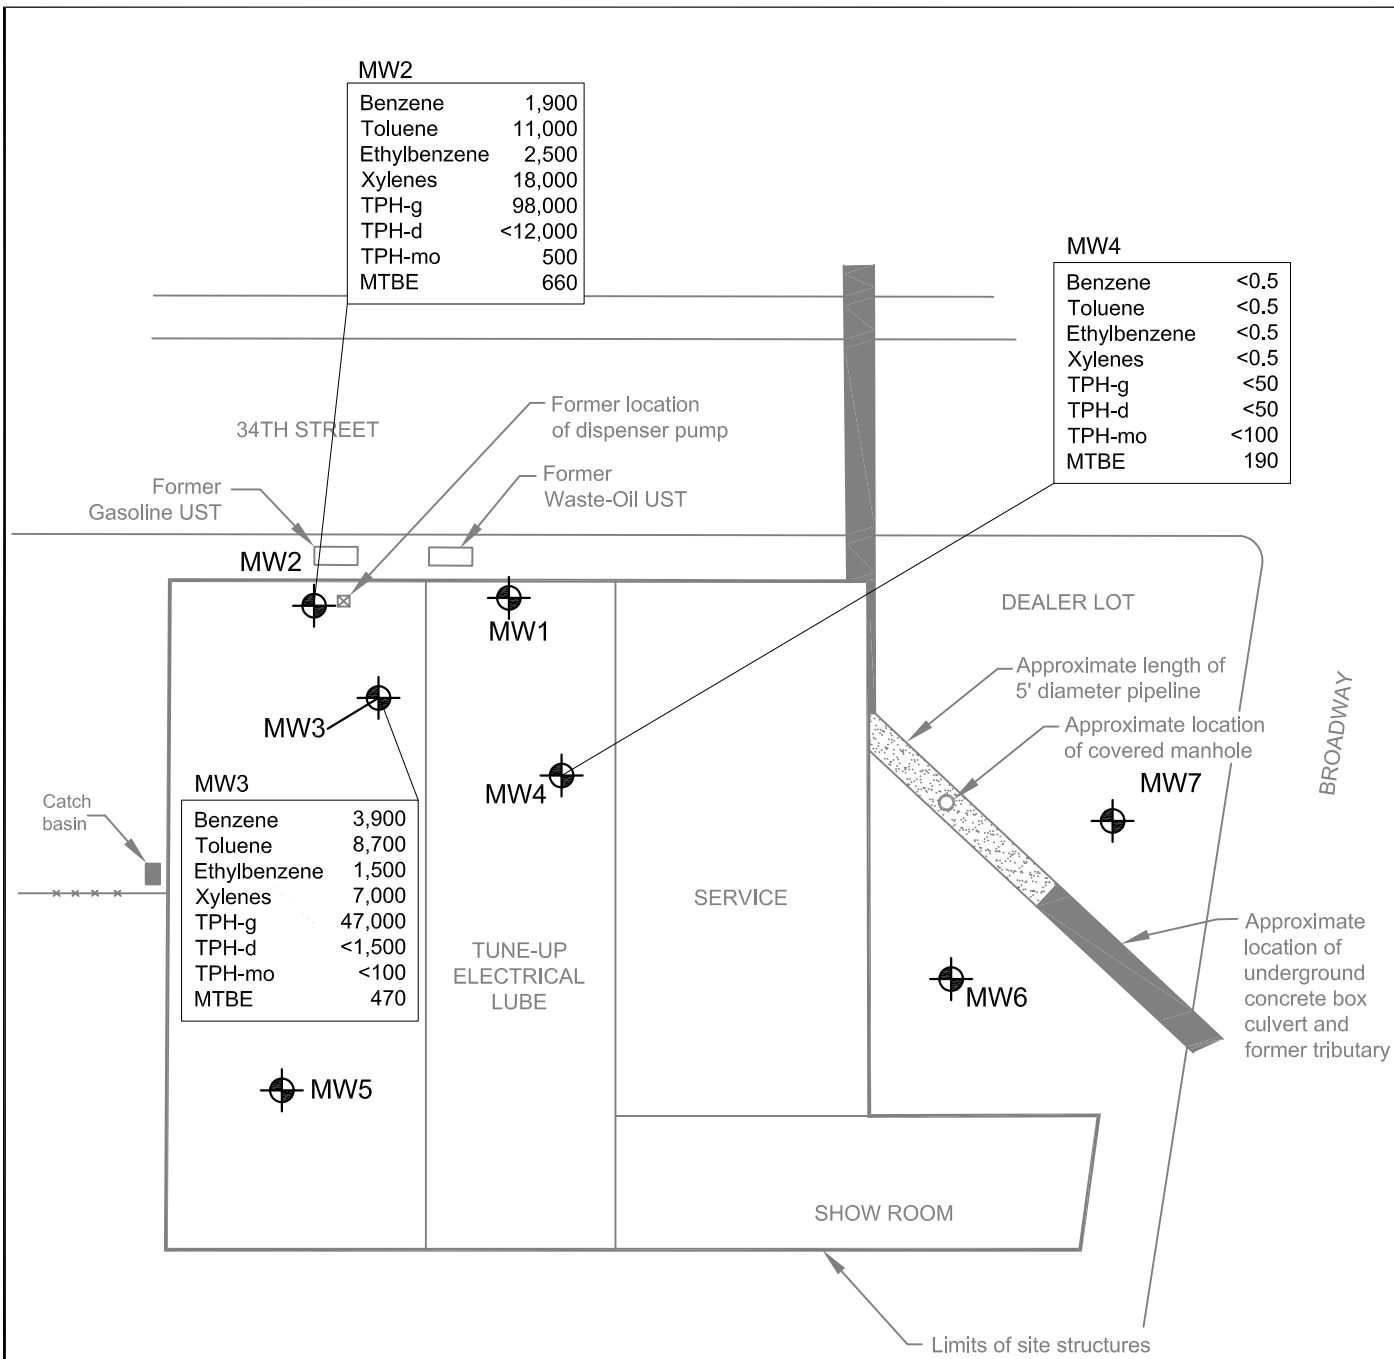 MW2
Benzene 1,900
Toluene 11,000
Ethylbenzene 2,500
Xylenes 18,000
TPH-g 98,000
TPH-d <12,000
TPH-mo 500
MTBE 660
MW4
Benzene <0.5
Toluene <0.5
Ethylbenzene <0.5
Xylenes <0.5
TPH-g <50
TPH-d <50
TPH-mo <100
MTBE 190
34TH STREET
Former location
of dispenser pump
Former
Gasoline UST
Former
Waste-Oil UST
MW2
MW1
DEALER LOT
Approximate length of
5' diameter pipeline
Approximate location
of covered manhole
BROADWAY
MW3
MW4
MW7
MW3
Benzene 3,900
Toluene 8,700
Ethylbenzene 1,500
Xylenes 7,000
TPH-g 47,000
TPH-d <1,500
TPH-mo <100
MTBE 470
Catch
basin
SERVICE
TUNE-UP
ELECTRICAL
LUBE
MW6
Approximate
location of
underground
concrete box
culvert and
former tributary
MW5
SHOW ROOM
Limits of site structures